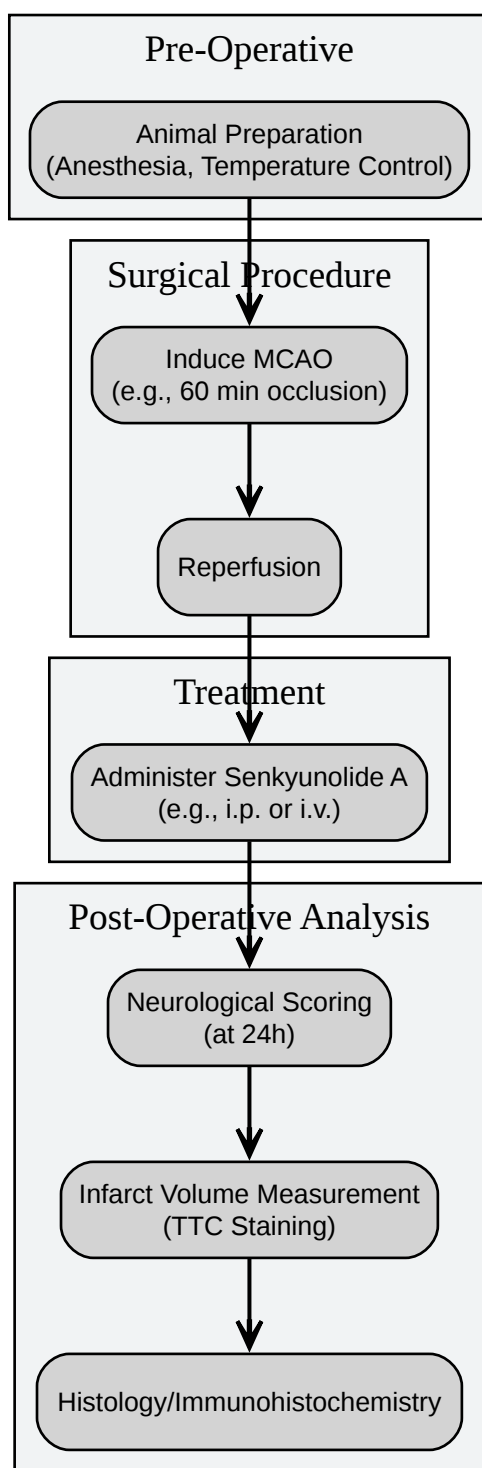 Pre-Operative
Animal Preparation
(Anesthesia, Temperature Control)
Surgical Procedure
Induce MCAO
(e.g., 60 min occlusion)
Reperfusion
Treatment
Administer Senkyunolide A
(e.g., i.p. or i.v.)
Post-Operative Analysis
Neurological Scoring
(at 24h)
Infarct Volume Measurement
(TTC Staining)
Histology/Immunohistochemistry